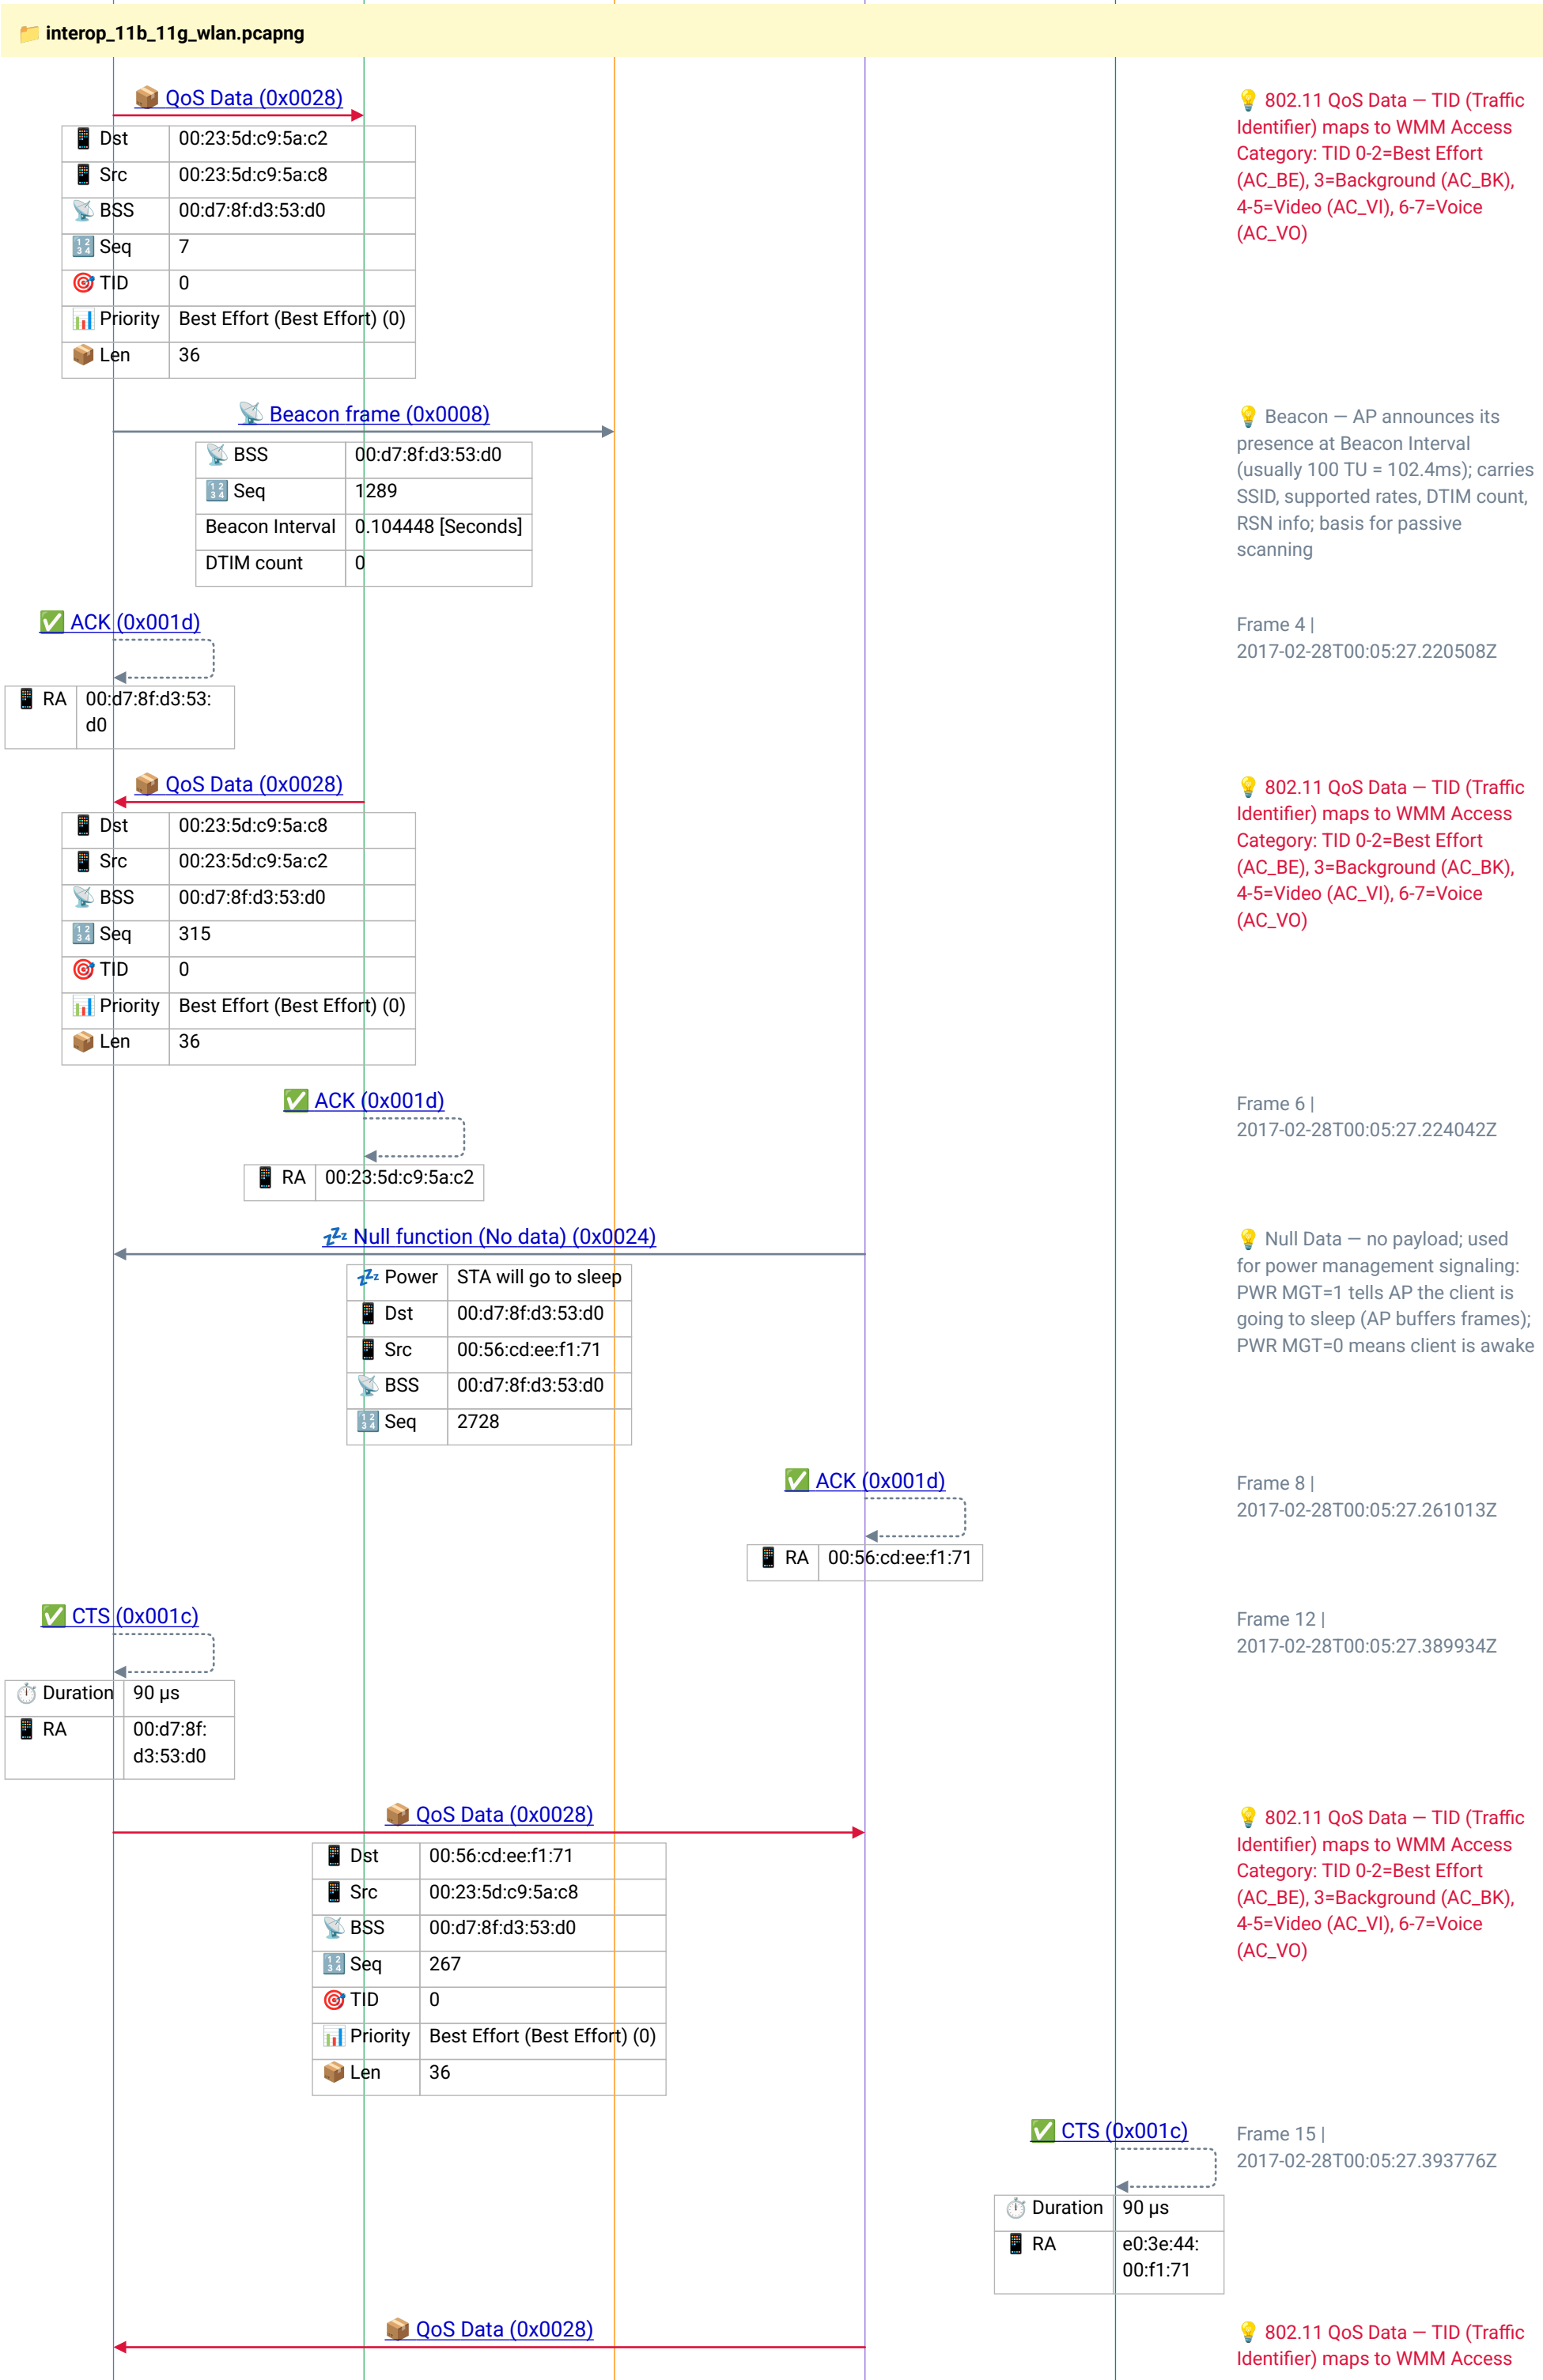 📁 interop_11b_11g_wlan.pcapng
📦 QoS Data (0x0028)
💡 802.11 QoS Data — TID (Traffic
Identifier) maps to WMM Access
Category: TID 0-2=Best Effort
(AC_BE), 3=Background (AC_BK),
4-5=Video (AC_VI), 6-7=Voice
(AC_VO)
📱 Dst 00:23:5d:c9:5a:c2
📱 Src 00:23:5d:c9:5a:c8
📡 BSS 00:d7:8f:d3:53:d0
🔢 Seq 7
🎯 TID 0
📊 Priority Best Effort (Best Effort) (0)
📦 Len 36
📡 Beacon frame (0x0008)
💡 Beacon — AP announces its
presence at Beacon Interval
(usually 100 TU = 102.4ms); carries
SSID, supported rates, DTIM count,
RSN info; basis for passive
scanning
📡 BSS 00:d7:8f:d3:53:d0
🔢 Seq 1289
Beacon Interval 0.104448 [Seconds]
DTIM count 0
✅ ACK (0x001d)
Frame 4 |
2017-02-28T00:05:27.220508Z
📱 RA 00:d7:8f:d3:53:
d0
📦 QoS Data (0x0028)
💡 802.11 QoS Data — TID (Traffic
Identifier) maps to WMM Access
Category: TID 0-2=Best Effort
(AC_BE), 3=Background (AC_BK),
4-5=Video (AC_VI), 6-7=Voice
(AC_VO)
📱 Dst 00:23:5d:c9:5a:c8
📱 Src 00:23:5d:c9:5a:c2
📡 BSS 00:d7:8f:d3:53:d0
🔢 Seq 315
🎯 TID 0
📊 Priority Best Effort (Best Effort) (0)
📦 Len 36
✅ ACK (0x001d)
Frame 6 |
2017-02-28T00:05:27.224042Z
📱 RA 00:23:5d:c9:5a:c2
💤 Null function (No data) (0x0024)
💡 Null Data — no payload; used
for power management signaling:
PWR MGT=1 tells AP the client is
going to sleep (AP buffers frames);
PWR MGT=0 means client is awake
💤 Power STA will go to sleep
📱 Dst 00:d7:8f:d3:53:d0
📱 Src 00:56:cd:ee:f1:71
📡 BSS 00:d7:8f:d3:53:d0
🔢 Seq 2728
✅ ACK (0x001d)
Frame 8 |
2017-02-28T00:05:27.261013Z
📱 RA 00:56:cd:ee:f1:71
✅ CTS (0x001c)
Frame 12 |
2017-02-28T00:05:27.389934Z
⏱️ Duration 90 µs
📱 RA 00:d7:8f:
d3:53:d0
📦 QoS Data (0x0028)
💡 802.11 QoS Data — TID (Traffic
Identifier) maps to WMM Access
Category: TID 0-2=Best Effort
(AC_BE), 3=Background (AC_BK),
4-5=Video (AC_VI), 6-7=Voice
(AC_VO)
📱 Dst 00:56:cd:ee:f1:71
📱 Src 00:23:5d:c9:5a:c8
📡 BSS 00:d7:8f:d3:53:d0
🔢 Seq 267
🎯 TID 0
📊 Priority Best Effort (Best Effort) (0)
📦 Len 36
✅ CTS (0x001c)
Frame 15 |
2017-02-28T00:05:27.393776Z
⏱️ Duration 90 µs
📱 RA e0:3e:44:
00:f1:71
📦 QoS Data (0x0028)
💡 802.11 QoS Data — TID (Traffic
Identifier) maps to WMM Access